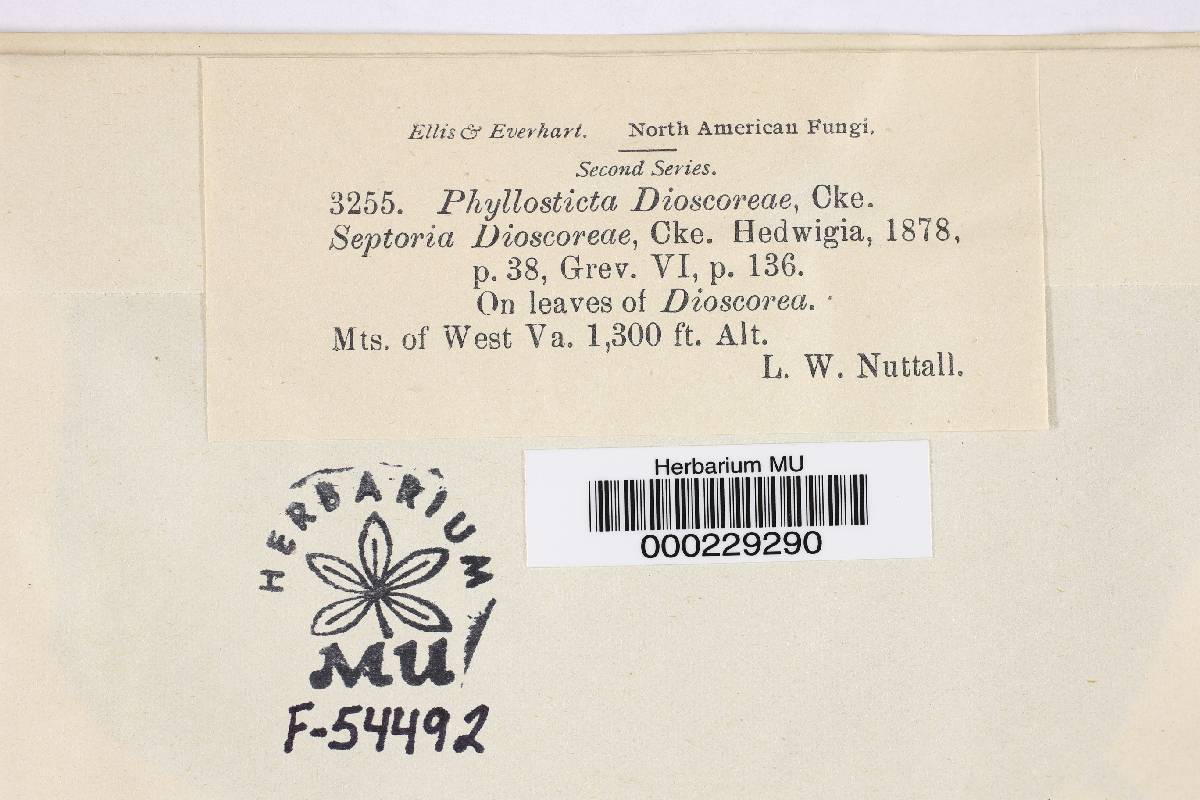 Ellis & Everhart. North American Fungi.
Second Series.
3255. Phyllosticta Dioscoreae, Cke.
Septoria Dioscoreae, Cke. Hedwigia, 1878,
p. 38, Grev. VI, p. 136.
On leaves of Dioscorea.
Mts. of West Va. 1,300 ft. Alt.
L. W. Nuttall.
Herbarium MU
000229290
HERBARIUM
MU
F-54492